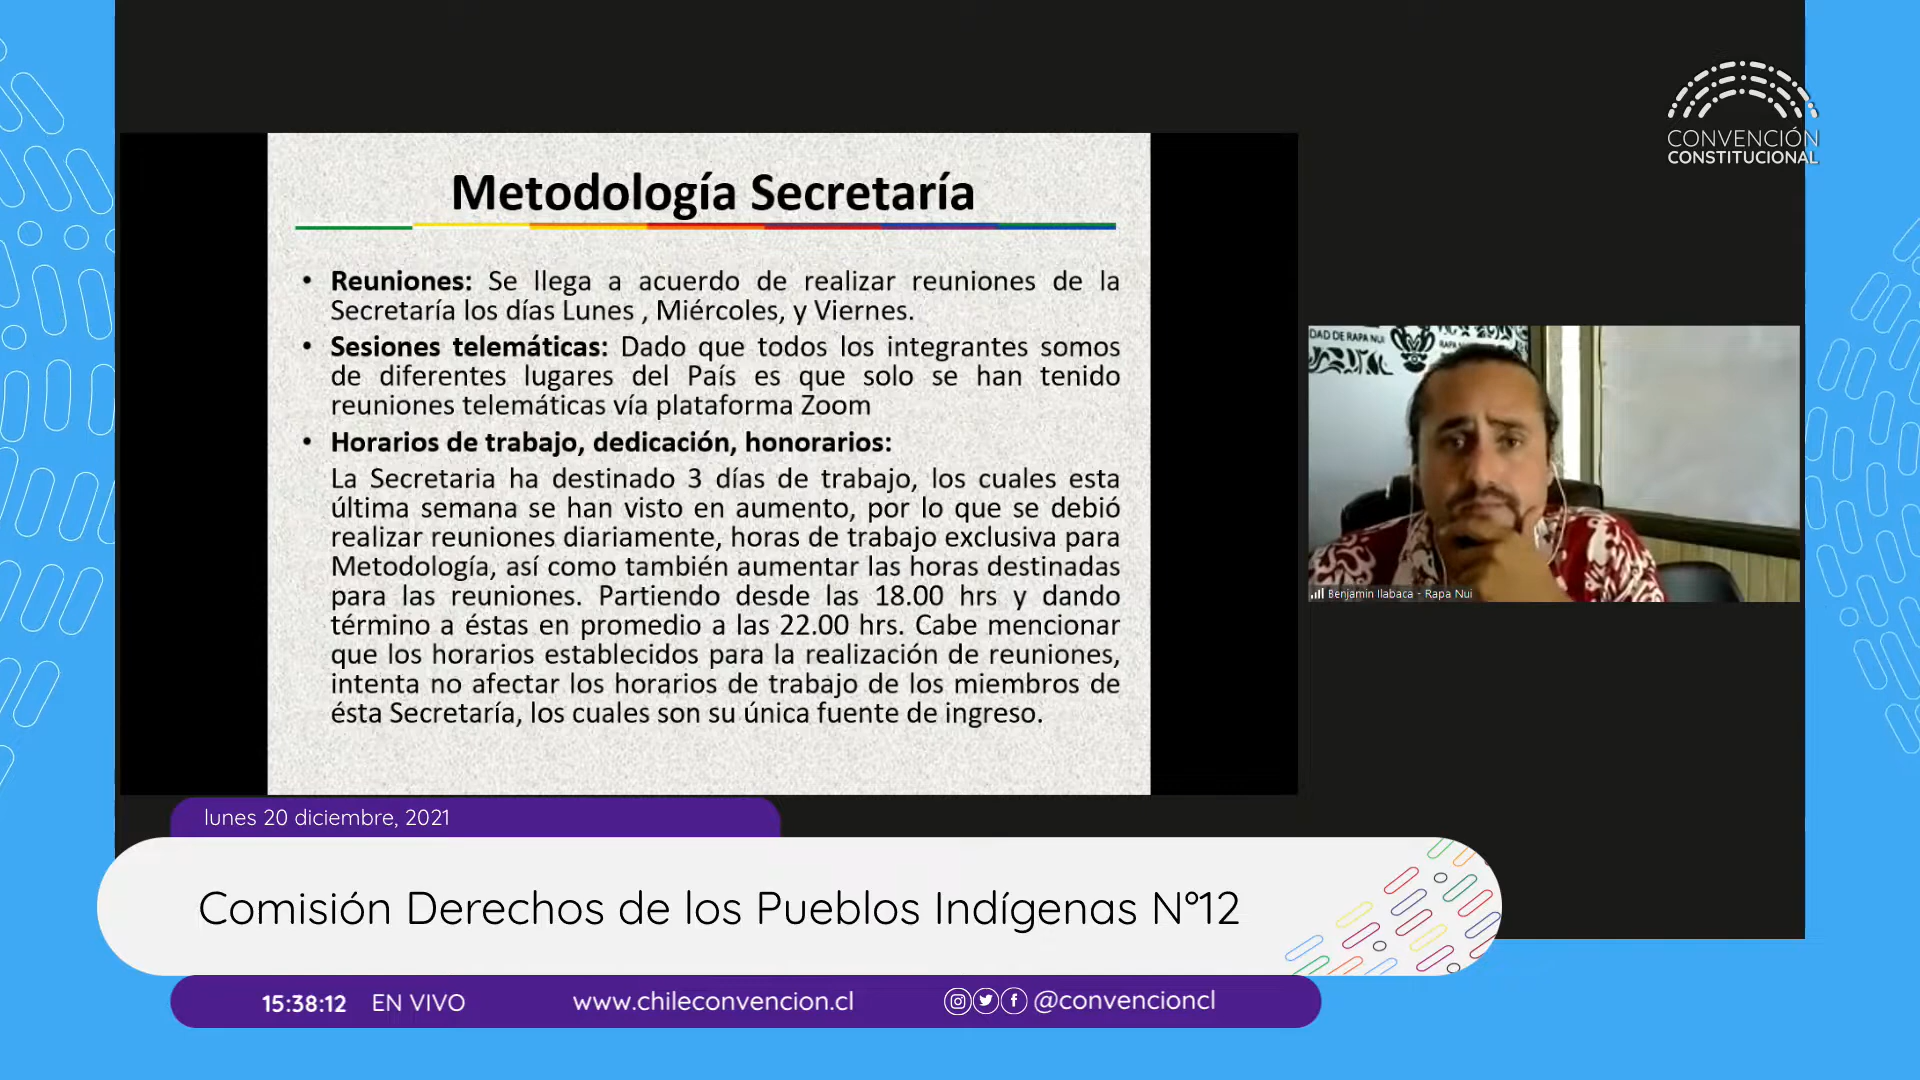 CONVENCIÓN
CONSTITUCIONAL
Metodología Secretaría
• Reuniones: Se llega a acuerdo de realizar reuniones de la
Secretaría los días Lunes , Miércoles, y Viernes.
• Sesiones telemáticas: Dado que todos los integrantes somos
de diferentes lugares del País es que solo se han tenido
reuniones telemáticas vía plataforma Zoom
• Horarios de trabajo, dedicación, honorarios:
La Secretaria ha destinado 3 días de trabajo, los cuales esta
última semana se han visto en aumento, por lo que se debió
realizar reuniones diariamente, horas de trabajo exclusiva para
Metodología, así como también aumentar las horas destinadas
para las reuniones. Partiendo desde las 18.00 hrs y dando
término a éstas en promedio a las 22.00 hrs. Cabe mencionar
que los horarios establecidos para la realización de reuniones,
intenta no afectar los horarios de trabajo de los miembros de
ésta Secretaría, los cuales son su única fuente de ingreso.
DAD DE RAPA NUI
RAPA
Benjamin Ilabaca - Rapa Nui
lunes 20 diciembre, 2021
Comisión Derechos de los Pueblos Indígenas N°12
15:38:12 EN VIVO www.chileconvencion.cl @convencioncl